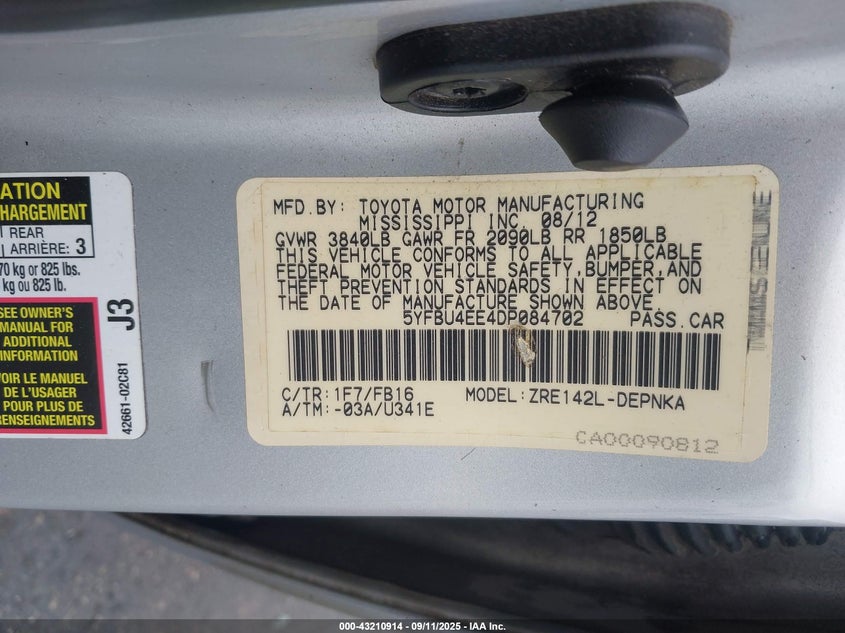 ATION
HARGEMENT
REAR
ARRIÈRE: 3
70 kg or 825 lbs.
kg ou 825 lb.
SEE OWNER'S
MANUAL FOR
ADDITIONAL
INFORMATION
VOIR LE MANUEL
DE L'USAGER
POUR PLUS DE
RENSEIGNEMENTS
J3
42661-02C81
MFD.BY: TOYOTA MOTOR MANUFACTURING
MISSISSIPPI INC. 08/12
GVWR 3840LB GAWR FR 2090LB RR 1850LB
THIS VEHICLE CONFORMS TO ALL APPLICABLE
FEDERAL MOTOR VEHICLE SAFETY,BUMPER,AND
THEFT PREVENTION STANDARDS IN EFFECT ON
THE DATE OF MANUFACTURE SHOWN ABOVE.
5YFBU4EE4DP084702 PASS.CAR
C/TR:1F7/FB16 MODEL:ZRE142L-DEPNKA
A/TM:-03A/U341E
CA00090812
000-43210914 - 09/11/2025 - IAA Inc.